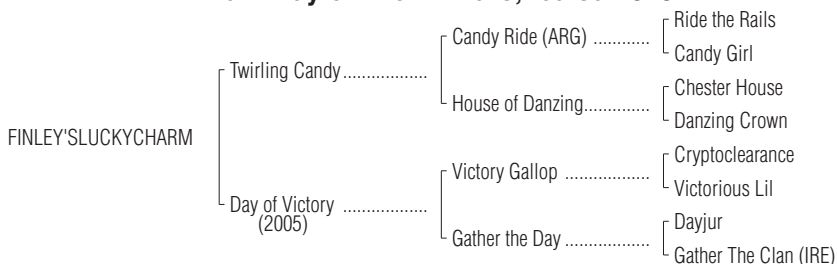 Ride the Rails
Candy Ride (ARG) ............
Candy Girl
Twirling Candy..................
Chester House
House of Danzing..............
Danzing Crown
FINLEY'SLUCKYCHARM
Cryptoclearance
Victory Gallop ..................
Victorious Lil
Day of Victory ..................
(2005)
Dayjur
Gather the Day ..................
Gather The Clan (IRE)